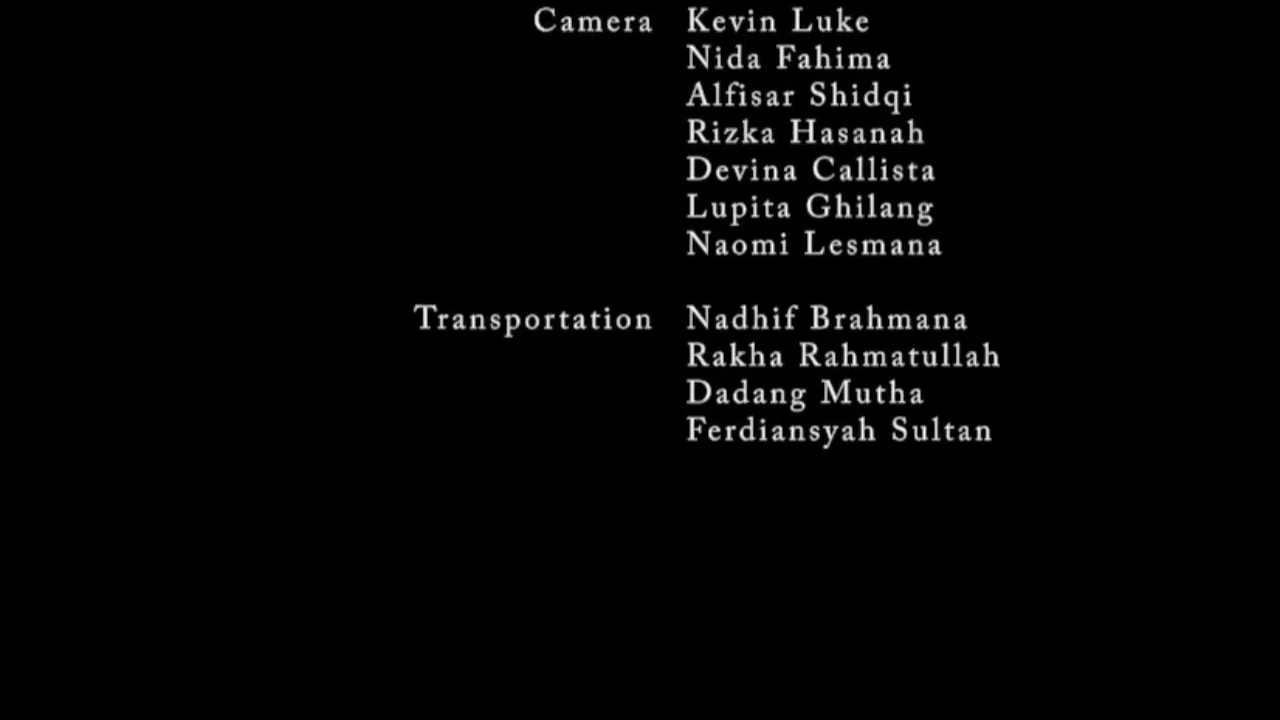 Camera Kevin Luke
Nida Fahima
Alfisar Shidqi
Rizka Hasanah
Devina Callista
Lupita Ghilang
Naomi Lesmana
Transportation Nadhif Brahmana
Rakha Rahmatullah
Dadang Mutha
Ferdiansyah Sultan